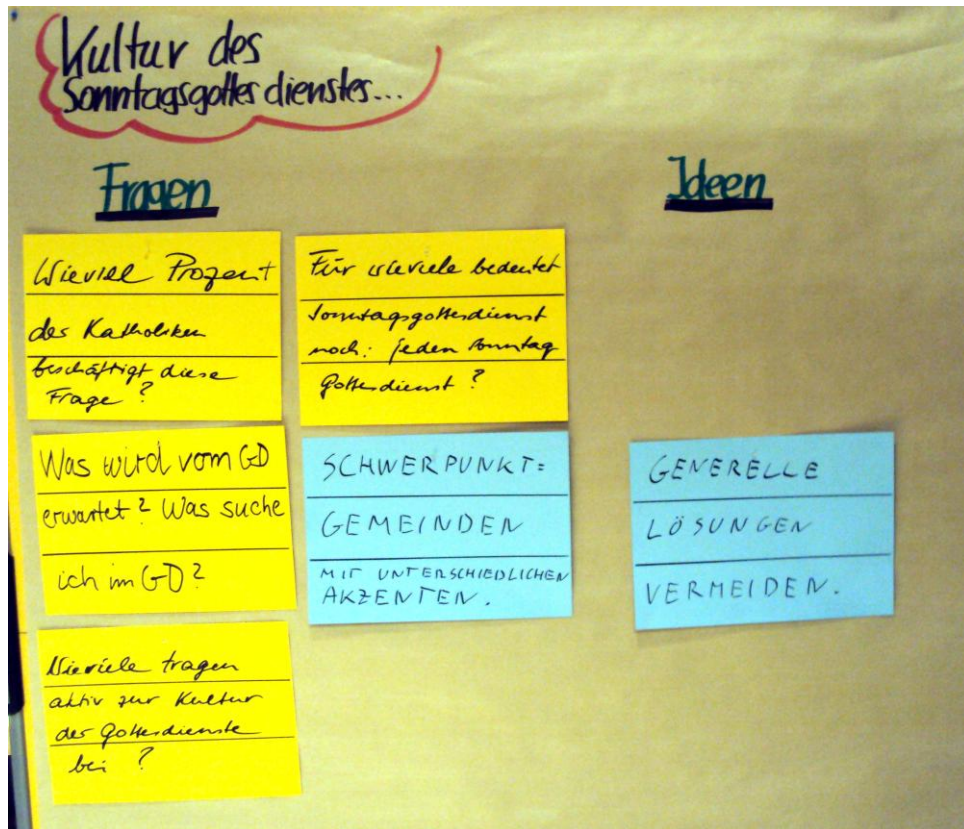 Kultur des
Sonntagsgottesdienstes...
Fragen
Ideen
Wieviel Prozent
der Katholiken
beschäftigt diese
Frage?
Für wieviele bedeutet
Sonntagsgottesdienst
noch: jeden Sonntag
Gottesdienst?
Was wird vom GD
erwartet? Was suche
ich im GD?
SCHWERPUNKT=
GEMEINDEN
MIT UNTERSCHIEDLICHEN
AKZENTEN.
GENERELLE
LÖSUNGEN
VERMEIDEN.
Wieviele tragen
aktiv zur Kultur
der Gottesdienste
bei?